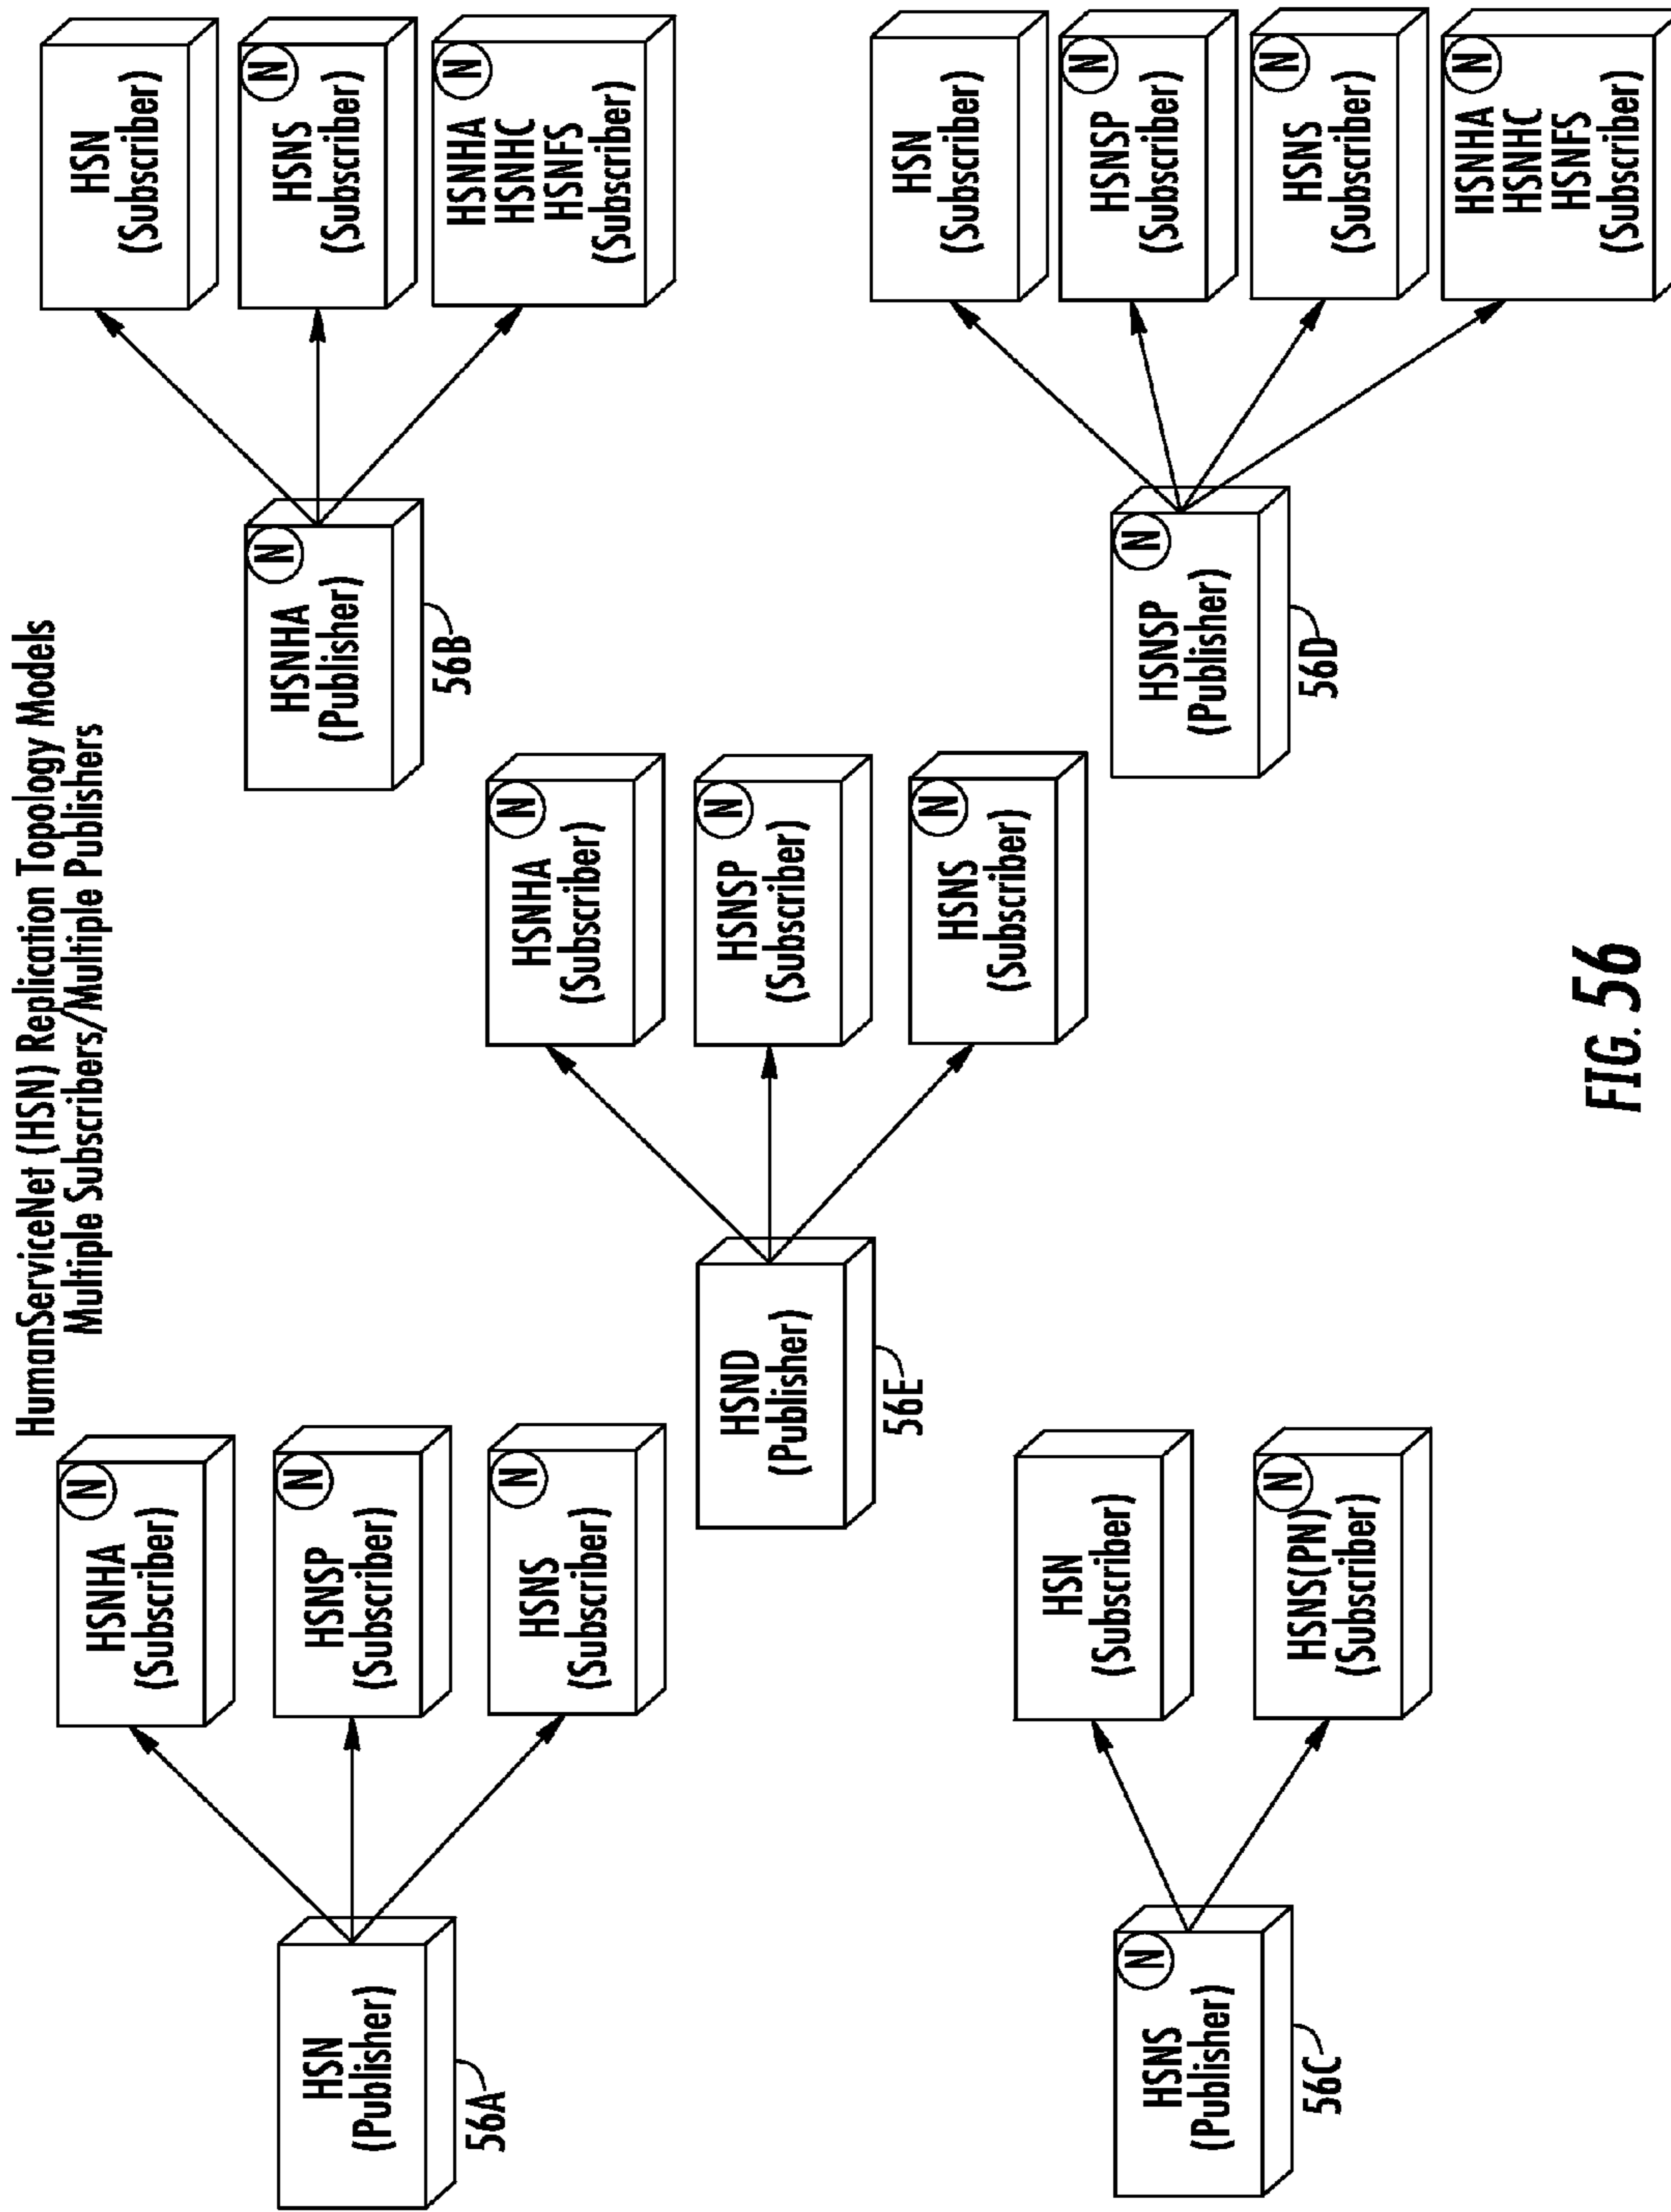 HumanServiceNet (HSN) Replication Topology Models
Multiple Subscribers/Multiple Publishers
HSN
(Publisher)
56A
N
HSNHA
(Subscriber)
N
HSNSP
(Subscriber)
N
HSNS
(Subscriber)
N
HSNHA
(Publisher)
56B
HSN
(Subscriber)
N
HSNS
(Subscriber)
N
HSNHA
HSNHC
HSNFS
(Subscriber)
HSND
(Publisher)
56E
N
HSNHA
(Subscriber)
N
HSNSP
(Subscriber)
N
HSNS
(Subscriber)
N
HSNS
(Publisher)
56C
HSN
(Subscriber)
N
HSNS(PN)
(Subscriber)
N
HSNSP
(Publisher)
56D
HSN
(Subscriber)
N
HSNSP
(Subscriber)
N
HSNS
(Subscriber)
N
HSNHA
HSNHC
HSNFS
(Subscriber)
FIG. 56